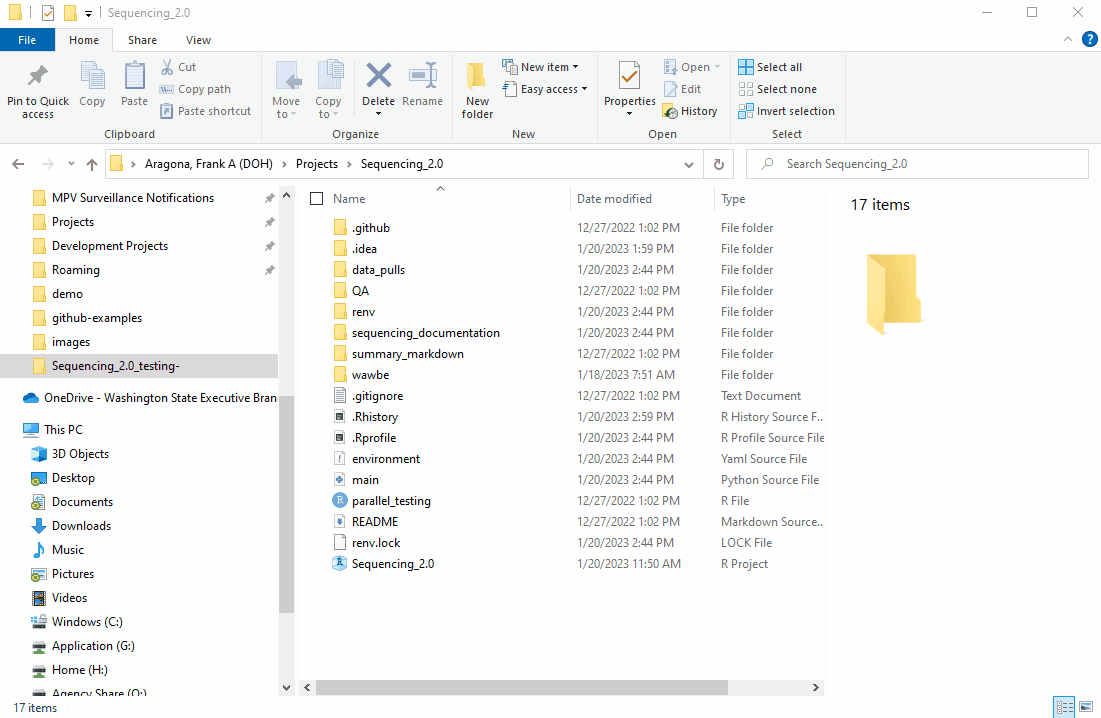 Sequencing_2.0
File Home Share View
Pin to Quick access
Copy
Paste
Cut
Copy path
Paste shortcut
Clipboard
Move to
Copy to
Delete
Rename
Organize
New folder
New item
Easy access
New
Properties
Open
Edit
History
Open
Select all
Select none
Invert selection
Select
Aragona, Frank A (DOH) > Projects > Sequencing_2.0
Search Sequencing_2.0
MPV Surveillance Notifications
Projects
Development Projects
Roaming
demo
github-examples
images
Sequencing_2.0_testing-
OneDrive - Washington State Executive Bran
This PC
3D Objects
Desktop
Documents
Downloads
Music
Pictures
Videos
Windows (C:)
Application (G:)
Home (H:)
Agency Share (O:)
Name Date modified Type
.github 12/27/2022 1:02 PM File folder
.idea 1/20/2023 1:59 PM File folder
data_pulls 1/20/2023 2:44 PM File folder
QA 12/27/2022 1:02 PM File folder
renv 1/20/2023 2:44 PM File folder
sequencing_documentation 1/20/2023 2:44 PM File folder
summary_markdown 12/27/2022 1:02 PM File folder
wawbe 1/18/2023 7:51 AM File folder
.gitignore 12/27/2022 1:02 PM Text Document
.Rhistory 1/20/2023 2:59 PM R History Source F...
.Rprofile 1/20/2023 2:44 PM R Profile Source File
environment 1/20/2023 2:44 PM Yaml Source File
main 1/20/2023 2:44 PM Python Source File
parallel_testing 12/27/2022 1:02 PM R File
README 12/27/2022 1:02 PM Markdown Source...
renv.lock 1/20/2023 2:44 PM LOCK File
Sequencing_2.0 1/20/2023 11:50 AM R Project
17 items
17 items